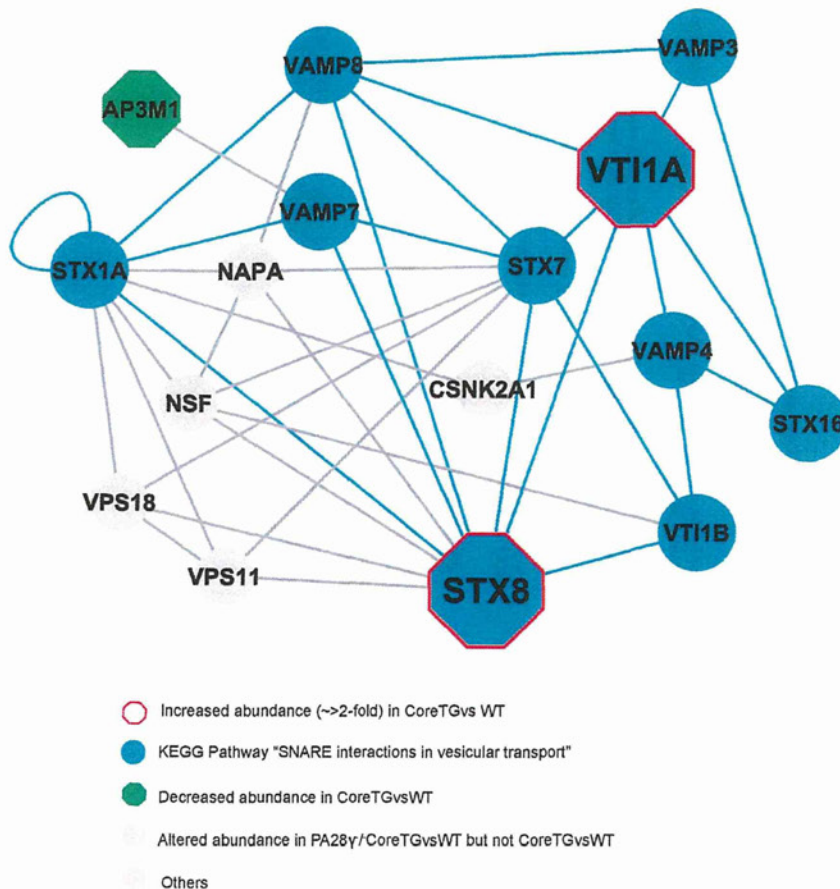 VAMP8
VAMP3
AP3M1
VTI1A
VAMP7
STX1A
NAPA
STX7
VAMP4
NSF
CSNK2A1
STX16
VPS18
VTI1B
VPS11
STX8
Increased abundance (~>2-fold) in CoreTGvs WT
KEGG Pathway "SNARE interactions in vesicular transport"
Decreased abundance in CoreTGvsWT
Altered abundance in PA28γ/CoreTGvsWT but not CoreTGvsWT
Others